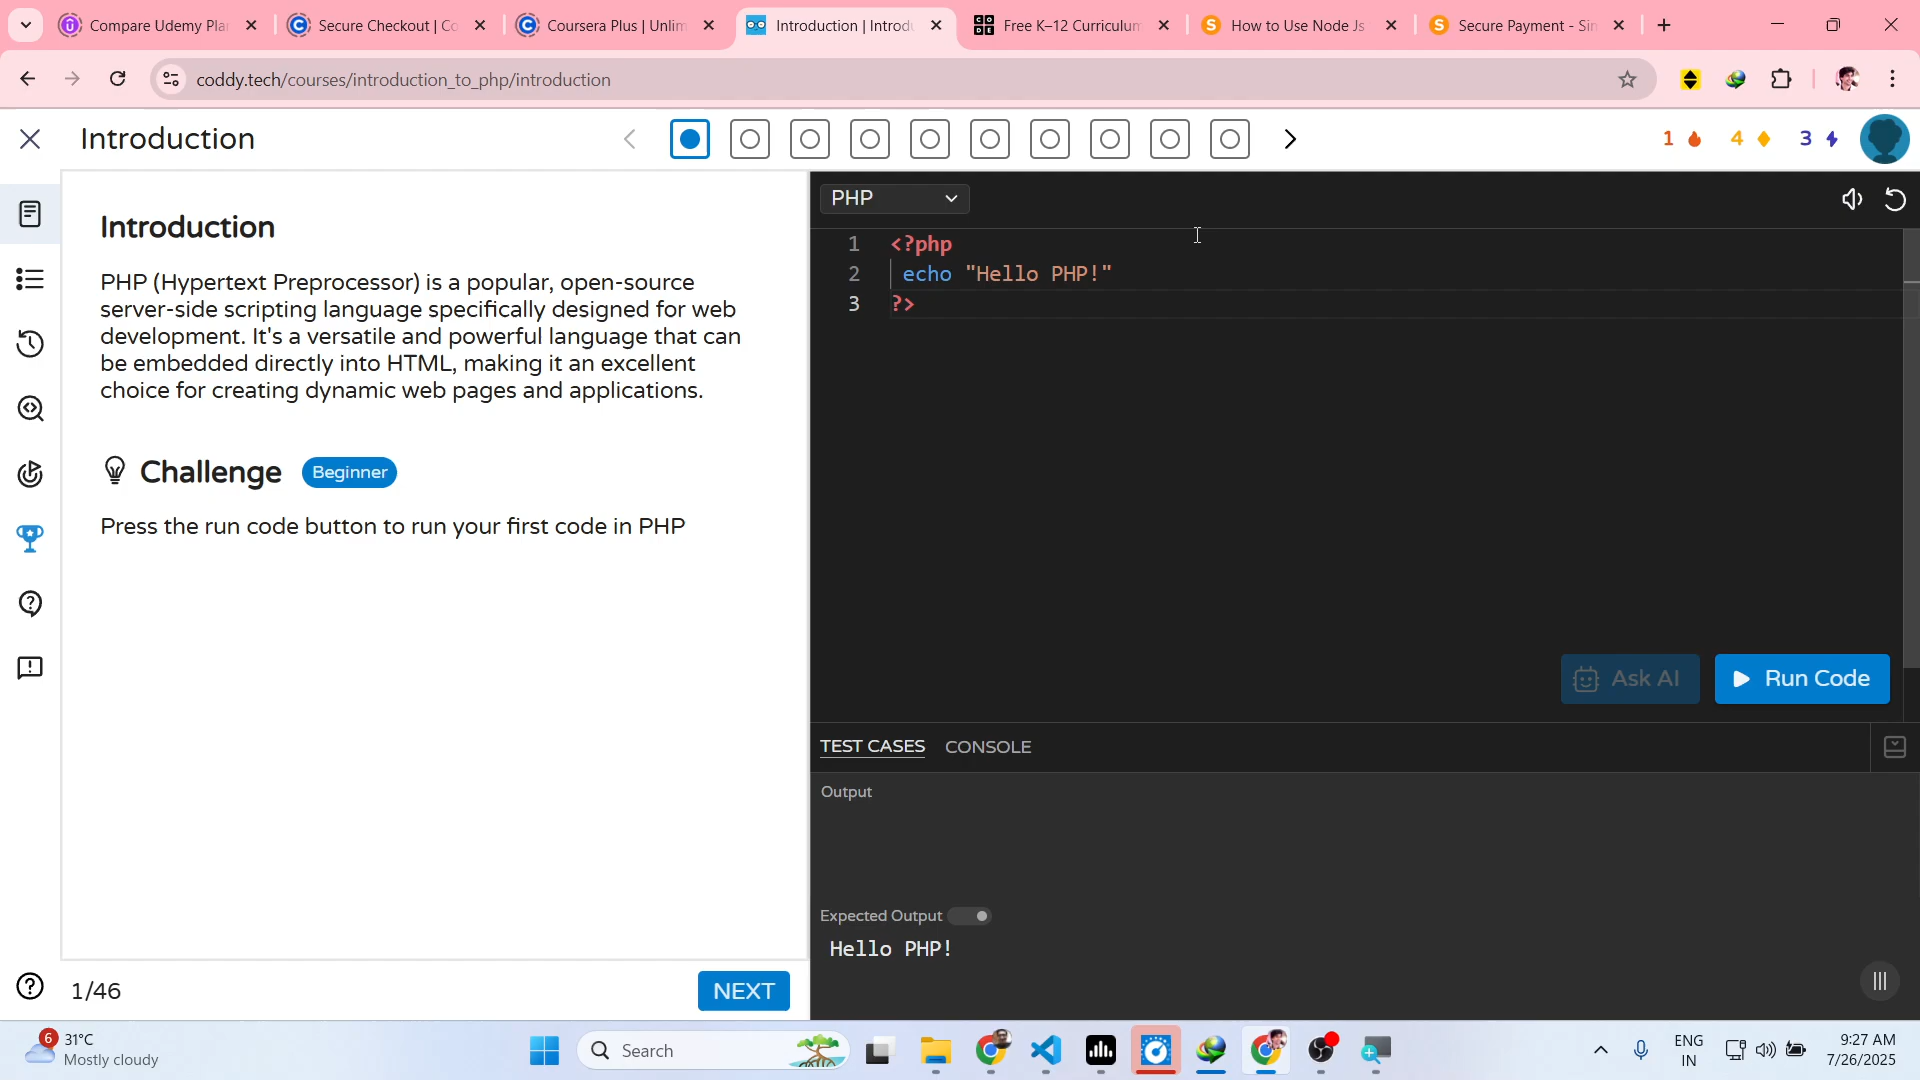 Compare Udemy Pla
Secure Checkout | Co
Coursera Plus | Unlim
Introduction | Introdu
Free K–12 Curriculum
How to Use Node Js
Secure Payment - Sim
coddy.tech/courses/introduction_to_php/introduction
Introduction
1
4
3
Introduction
PHP (Hypertext Preprocessor) is a popular, open-source
server-side scripting language specifically designed for web
development. It's a versatile and powerful language that can
be embedded directly into HTML, making it an excellent
choice for creating dynamic web pages and applications.
Challenge Beginner
Press the run code button to run your first code in PHP
1/46
NEXT
PHP
1 <?php
2 echo "Hello PHP!"
3 ?>
Ask AI
Run Code
TEST CASES CONSOLE
Output
Expected Output
Hello PHP!
6
31°C
Mostly cloudy
Search
ENG
IN
9:27 AM
7/26/2025